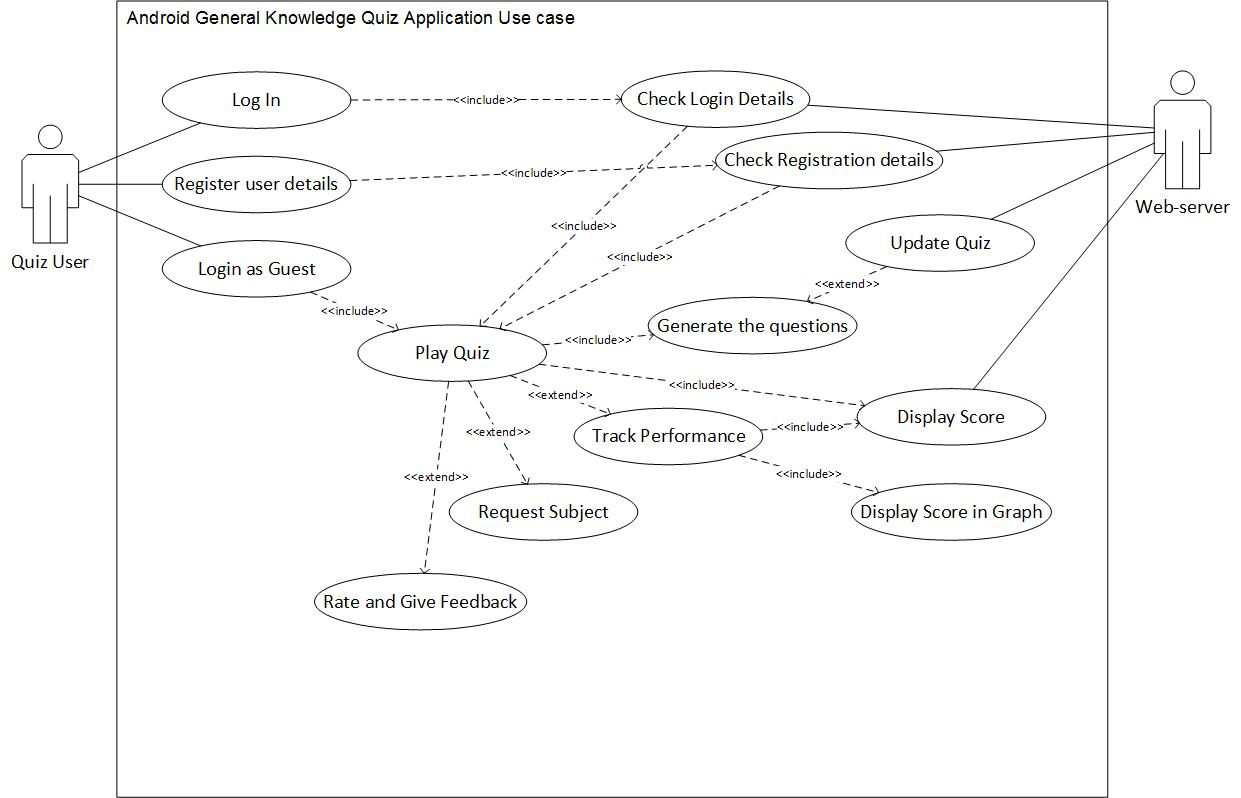 Android General Knowledge Quiz Application Use case
Log In
<<include>>
Check Login Details
Check Registration details
Register user details
<<include>>
Web-server
<<include>>
Update Quiz
Quiz User
Login as Guest
<<include>>
<<extend>>
<<include>>
Generate the questions
<<include>>
Play Quiz
<<include>>
<<extend>>
Display Score
<<include>>
Track Performance
<<extend>>
<<include>>
<<extend>>
Request Subject
Display Score in Graph
Rate and Give Feedback